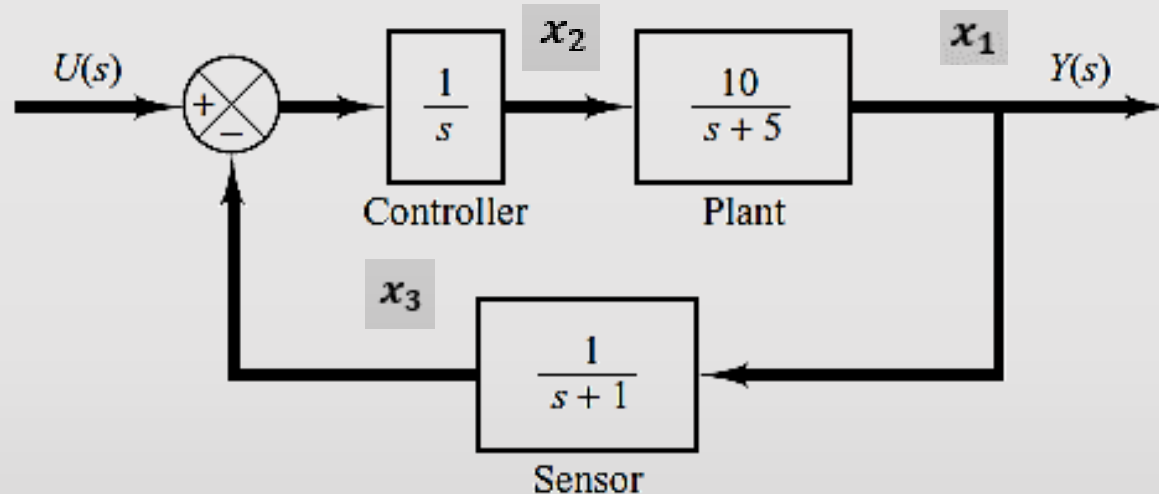 U(s)
+
−
1
s
Controller
x₂
10
s + 5
Plant
x₁
Y(s)
x₃
1
s + 1
Sensor